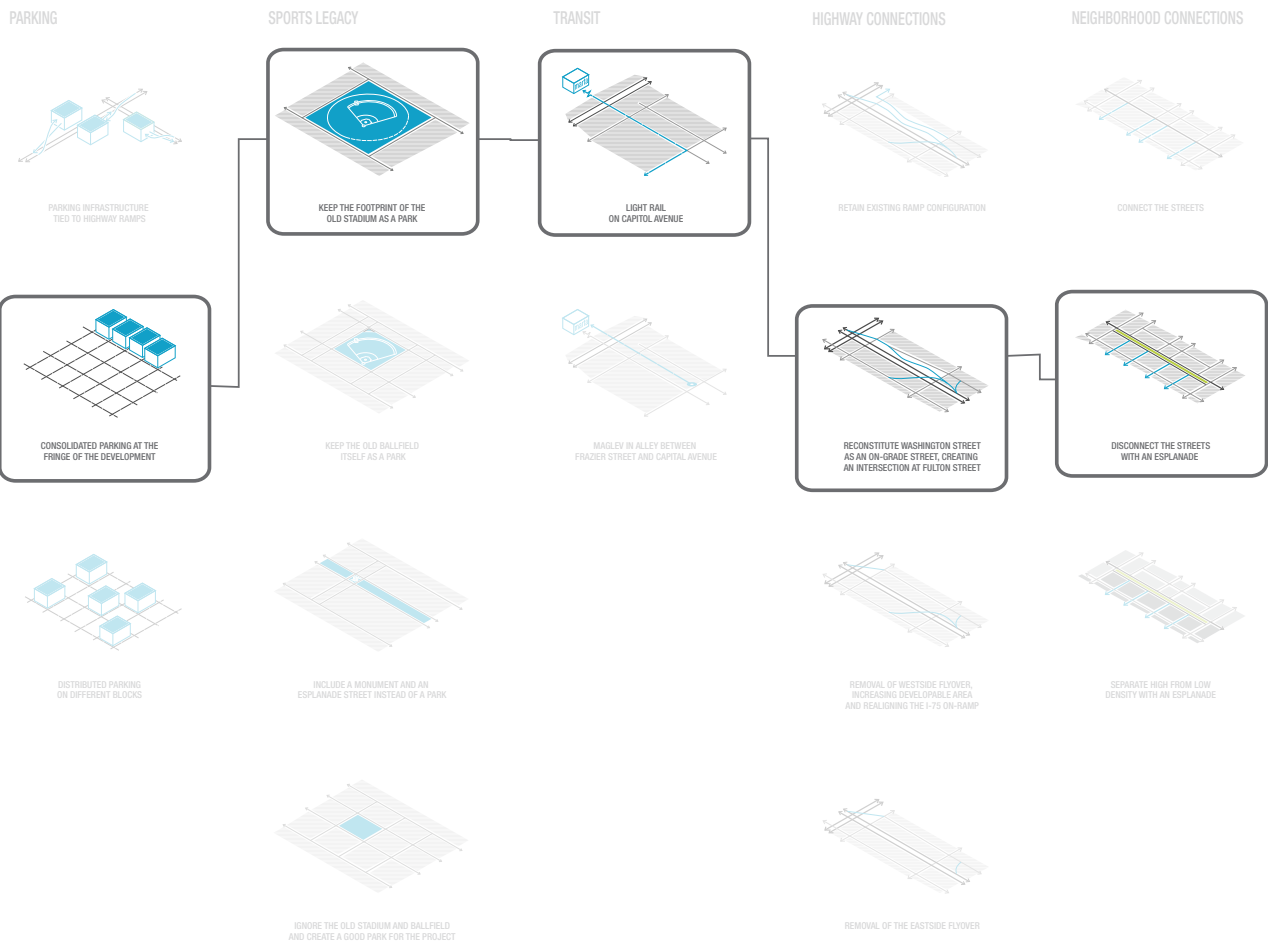 PARKING
SPORTS LEGACY
TRANSIT
HIGHWAY CONNECTIONS
NEIGHBORHOOD CONNECTIONS
marta
PARKING INFRASTRUCTURE
TIED TO HIGHWAY RAMPS
KEEP THE FOOTPRINT OF THE
OLD STADIUM AS A PARK
LIGHT RAIL
ON CAPITOL AVENUE
RETAIN EXISTING RAMP CONFIGURATION
CONNECT THE STREETS
marta
CONSOLIDATED PARKING AT THE
FRINGE OF THE DEVELOPMENT
KEEP THE OLD BALLFIELD
ITSELF AS A PARK
MAGLEV IN ALLEY BETWEEN
FRAZIER STREET AND CAPITAL AVENUE
RECONSTITUTE WASHINGTON STREET
AS AN ON-GRADE STREET, CREATING
AN INTERSECTION AT FULTON STREET
DISCONNECT THE STREETS
WITH AN ESPLANADE
DISTRIBUTED PARKING
ON DIFFERENT BLOCKS
INCLUDE A MONUMENT AND AN
ESPLANADE STREET INSTEAD OF A PARK
REMOVAL OF WESTSIDE FLYOVER,
INCREASING DEVELOPABLE AREA
AND REALIGNING THE I-75 ON-RAMP
SEPARATE HIGH FROM LOW
DENSITY WITH AN ESPLANADE
IGNORE THE OLD STADIUM AND BALLFIELD
AND CREATE A GOOD PARK FOR THE PROJECT
REMOVAL OF THE EASTSIDE FLYOVER